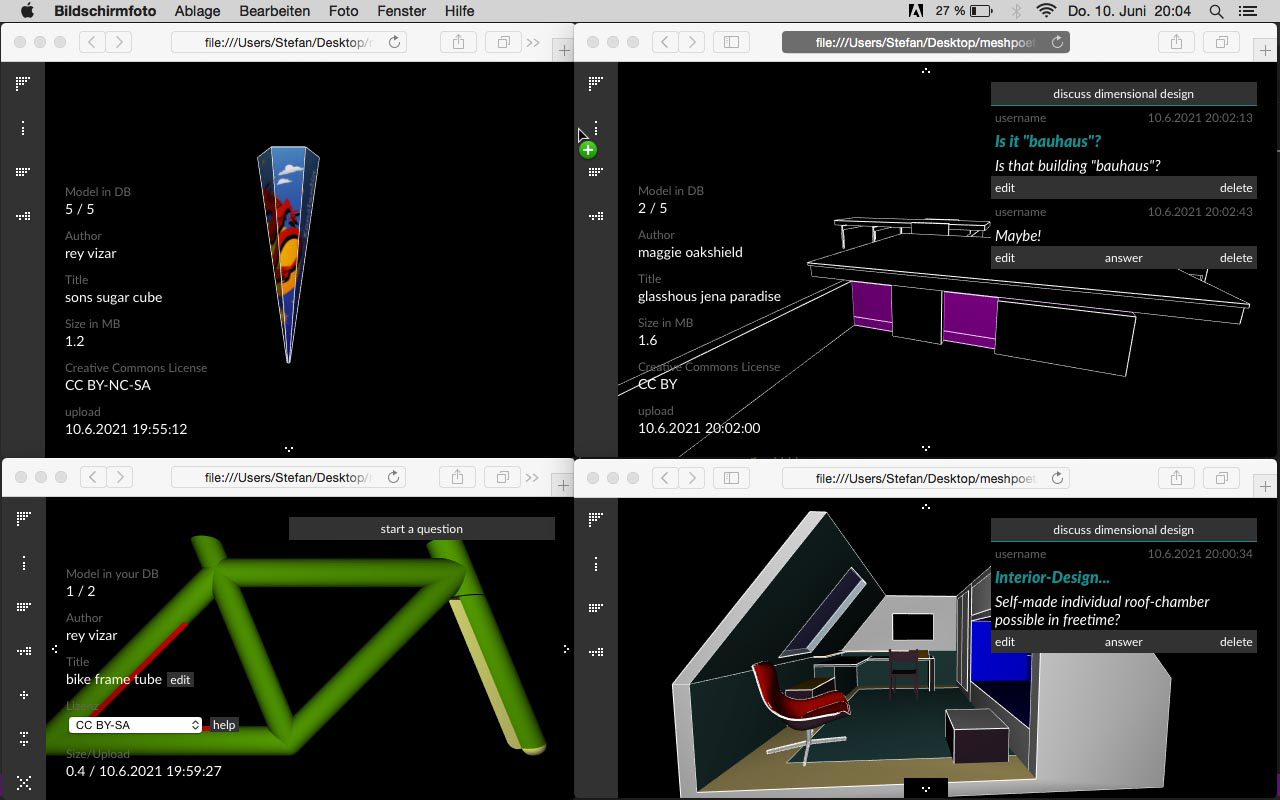 Bildschirmfoto Ablage Bearbeiten Foto Fenster Hilfe 27 % Do. 10. Juni 20:04
file:///Users/Stefan/Desktop/
Model in DB
5 / 5
Author
rey vizar
Title
sons sugar cube
Size in MB
1.2
Creative Commons License
CC BY-NC-SA
upload
10.6.2021 19:55:12
file:///Users/Stefan/Desktop/meshpoet
discuss dimensional design
username 10.6.2021 20:02:13
Is it "bauhaus"?
Is that building "bauhaus"?
edit delete
username 10.6.2021 20:02:43
Maybe!
edit answer delete
Model in DB
2 / 5
Author
maggie oakshield
Title
glasshous jena paradise
Size in MB
1.6
Creative Commons License
CC BY
upload
10.6.2021 20:02:00
file:///Users/Stefan/Desktop/
start a question
Model in your DB
1 / 2
Author
rey vizar
Title
bike frame tube edit
Lizenz
CC BY-SA help
Size/Upload
0.4 / 10.6.2021 19:59:27
file:///Users/Stefan/Desktop/meshpoet
discuss dimensional design
username 10.6.2021 20:00:34
Interior-Design...
Self-made individual roof-chamber
possible in freetime?
edit answer delete